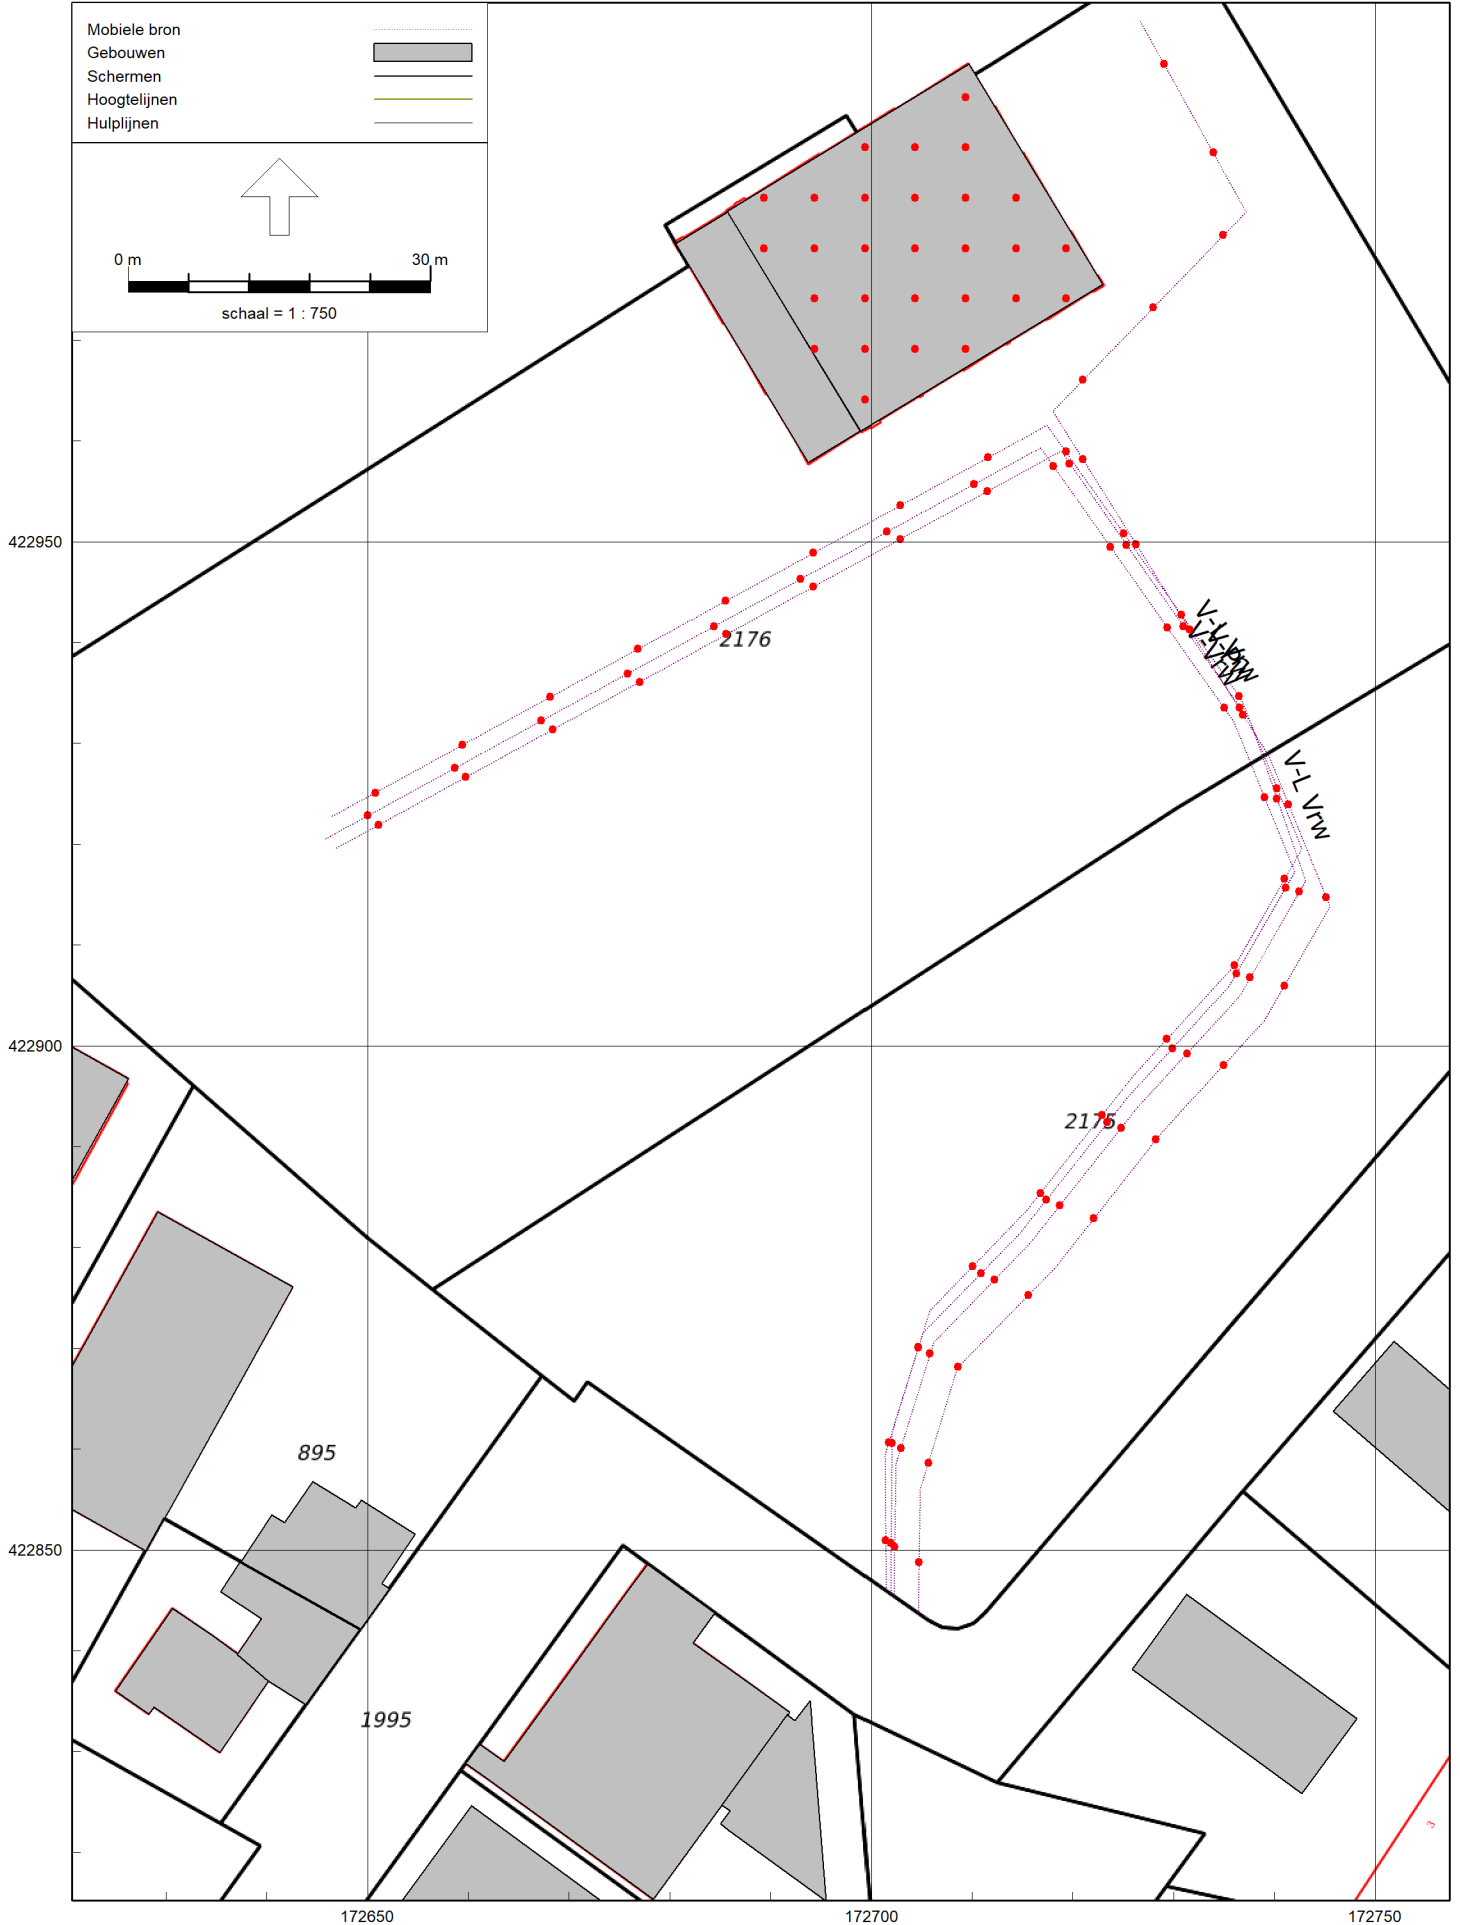 Mobiele bron
Gebouwen
Schermen
Hoogtelijnen
Hulplijnen
0 m 30 m
schaal = 1 : 750
422950
2176
V-L Vrw
422900
2175
895
422850
1995
3
172650 172700 172750